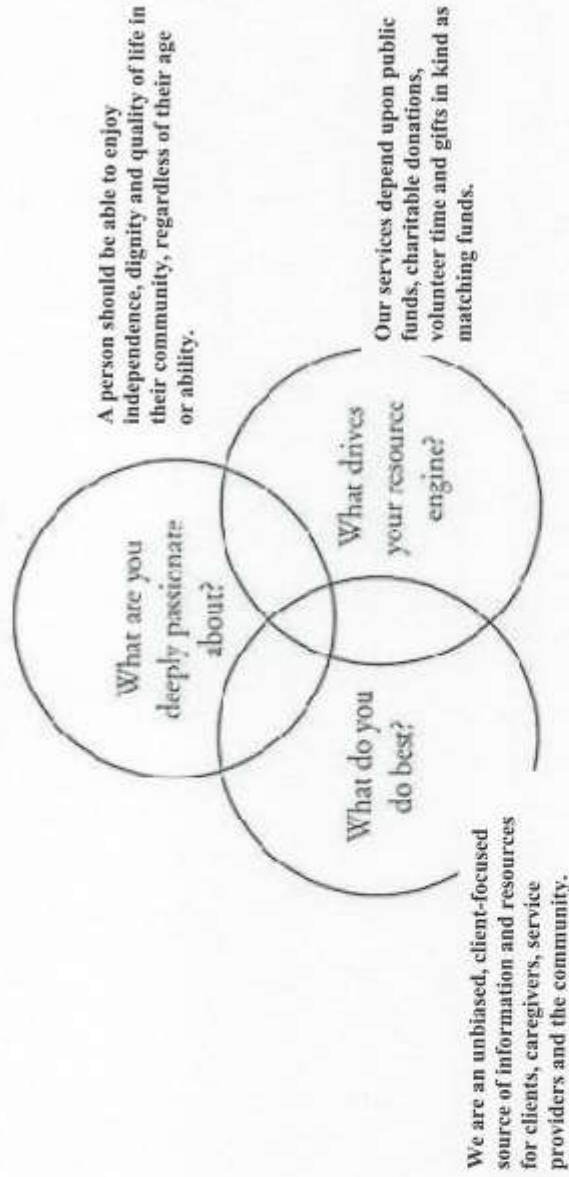 A person should be able to enjoy
independence, dignity and quality of life in
their community, regardless of their age
or ability.
What are you
deeply passionate
about?
What do you
do best?
What drives
your resource
engine?
Our services depend upon public
funds, charitable donations,
volunteer time and gifts in kind as
matching funds.
We are an unbiased, client-focused
source of information and resources
for clients, caregivers, service
providers and the community.